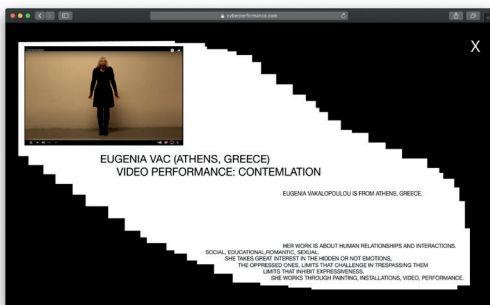 cyberperformance.com
X
EUGENIA VAC (ATHENS, GREECE)
VIDEO PERFORMANCE: CONTEMLATION
EUGENIA VAKALOPOULOU IS FROM ATHENS, GREECE.
HER WORK IS ABOUT HUMAN RELATIONSHIPS AND INTERACTIONS.
SOCIAL, EDUCATIONAL,ROMANTIC, SEXUAL.
SHE TAKES GREAT INTEREST IN THE HIDDEN OR NOT EMOTIONS,
THE OPPRESSED ONES, LIMITS THAT CHALLENGE IN TRESPASSING THEM
LIMITS THAT INHIBIT EXPRESSIVENESS.
SHE WORKS THROUGH PAINTING, INSTALLATIONS, VIDEO, PERFORMANCE.